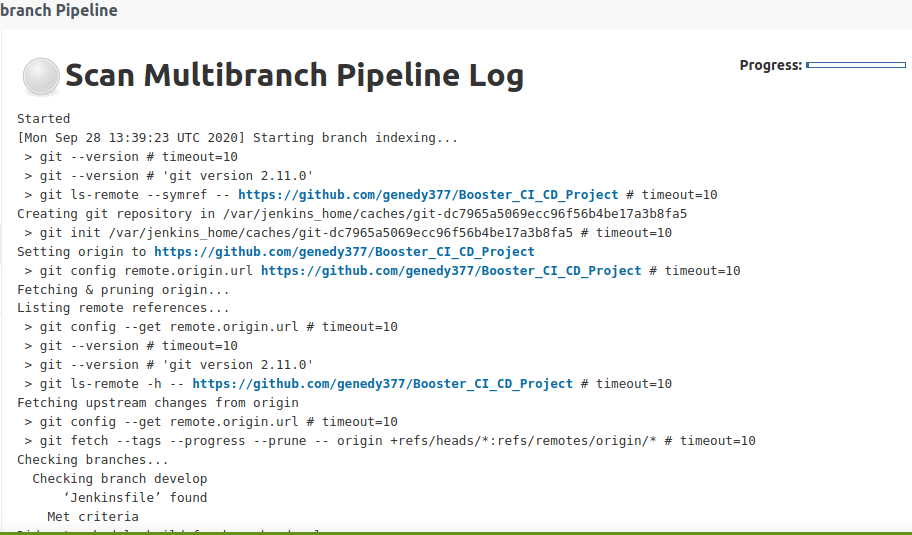 branch Pipeline
Scan Multibranch Pipeline Log
Progress:
Started
[Mon Sep 28 13:39:23 UTC 2020] Starting branch indexing...
> git --version # timeout=10
> git --version # 'git version 2.11.0'
> git ls-remote --symref -- https://github.com/genedy377/Booster_CI_CD_Project # timeout=10
Creating git repository in /var/jenkins_home/caches/git-dc7965a5069ecc96f56b4be17a3b8fa5
> git init /var/jenkins_home/caches/git-dc7965a5069ecc96f56b4be17a3b8fa5 # timeout=10
Setting origin to https://github.com/genedy377/Booster_CI_CD_Project
> git config remote.origin.url https://github.com/genedy377/Booster_CI_CD_Project # timeout=10
Fetching & pruning origin...
Listing remote references...
> git config --get remote.origin.url # timeout=10
> git --version # timeout=10
> git --version # 'git version 2.11.0'
> git ls-remote -h -- https://github.com/genedy377/Booster_CI_CD_Project # timeout=10
Fetching upstream changes from origin
> git config --get remote.origin.url # timeout=10
> git fetch --tags --progress --prune -- origin +refs/heads/*:refs/remotes/origin/* # timeout=10
Checking branches...
Checking branch develop
‘Jenkinsfile’ found
Met criteria